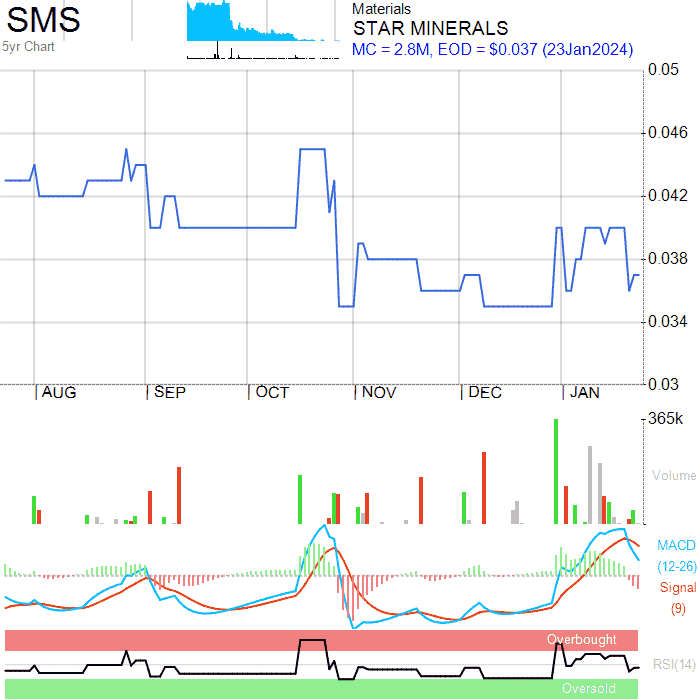 SMS
5yr Chart
Materials
STAR MINERALS
MC = 2.8M, EOD = $0.037 (23Jan2024)
0.05
0.046
0.042
0.038
0.034
0.03
AUG SEP OCT NOV DEC JAN
365k
Volume
MACD
(12-26)
Signal
(9)
Overbought
RSI(14)
Oversold